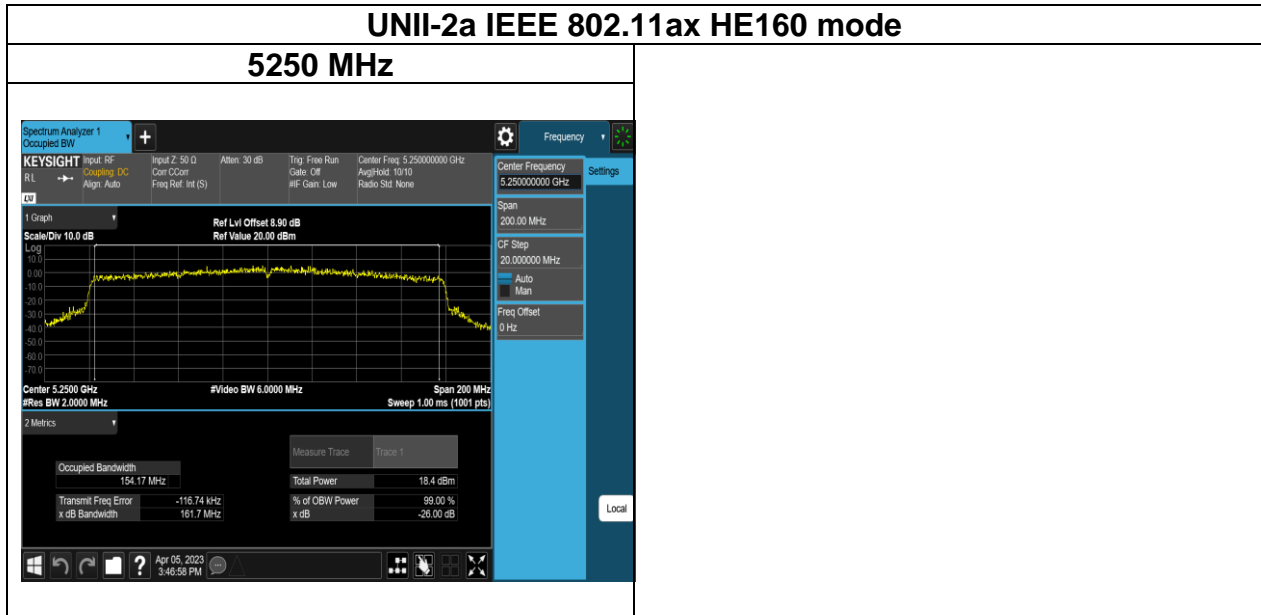 UNII-2a IEEE 802.11ax HE160 mode
5250 MHz
Spectrum Analyzer 1
Occupied BW
+
Frequency
KEYSIGHT
R L
LXI
Input: RF
Coupling: DC
Align: Auto
Input Z: 50 Ω
Corr CCorr
Freq Ref: Int (S)
Atten: 30 dB
Trig: Free Run
Gate: Off
#IF Gain: Low
Center Freq: 5.250000000 GHz
Avg|Hold: 10/10
Radio Std: None
Center Frequency
5.250000000 GHz
Settings
Span
200.00 MHz
CF Step
20.000000 MHz
Auto
Man
Freq Offset
0 Hz
1 Graph
Scale/Div 10.0 dB
Ref Lvl Offset 8.90 dB
Ref Value 20.00 dBm
Log
10.0
0.00
-10.0
-20.0
-30.0
-40.0
-50.0
-60.0
-70.0
Center 5.2500 GHz
#Video BW 6.0000 MHz
Span 200 MHz
#Res BW 2.0000 MHz
Sweep 1.00 ms (1001 pts)
2 Metrics
Measure Trace Trace 1
Occupied Bandwidth
154.17 MHz
Total Power 18.4 dBm
Transmit Freq Error -116.74 kHz
% of OBW Power 99.00 %
x dB Bandwidth 161.7 MHz
x dB -26.00 dB
Local
?
Apr 05, 2023
3:46:58 PM